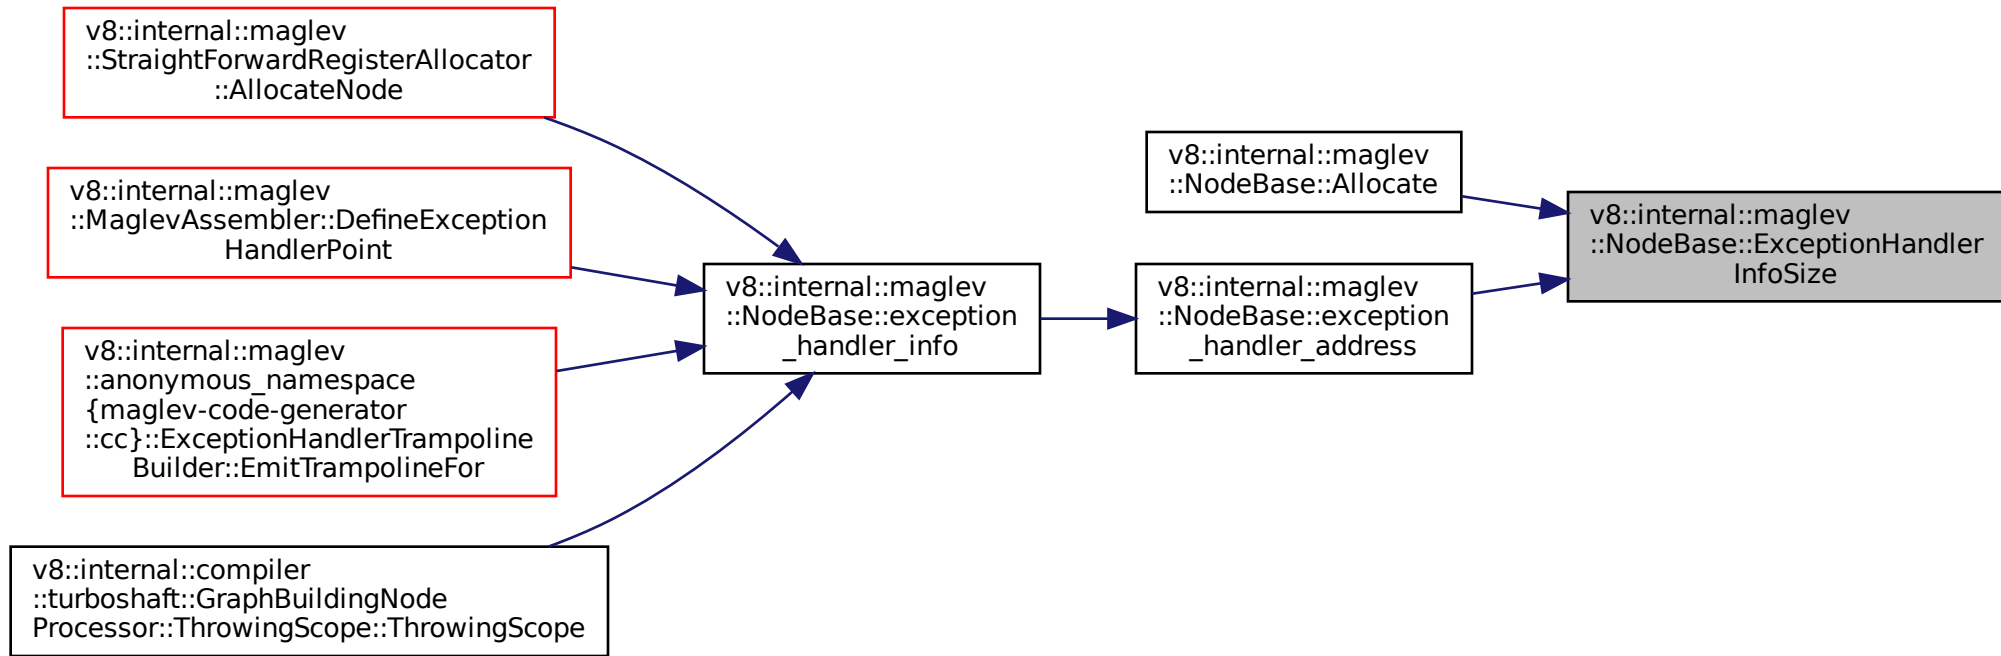 v8::internal::maglev
::StraightForwardRegisterAllocator
::AllocateNode
v8::internal::maglev
::MaglevAssembler::DefineException
HandlerPoint
v8::internal::maglev
::anonymous_namespace
{maglev-code-generator
::cc}::ExceptionHandlerTrampoline
Builder::EmitTrampolineFor
v8::internal::compiler
::turboshaft::GraphBuildingNode
Processor::ThrowingScope::ThrowingScope
v8::internal::maglev
::NodeBase::exception
_handler_info
v8::internal::maglev
::NodeBase::Allocate
v8::internal::maglev
::NodeBase::exception
_handler_address
v8::internal::maglev
::NodeBase::ExceptionHandler
InfoSize